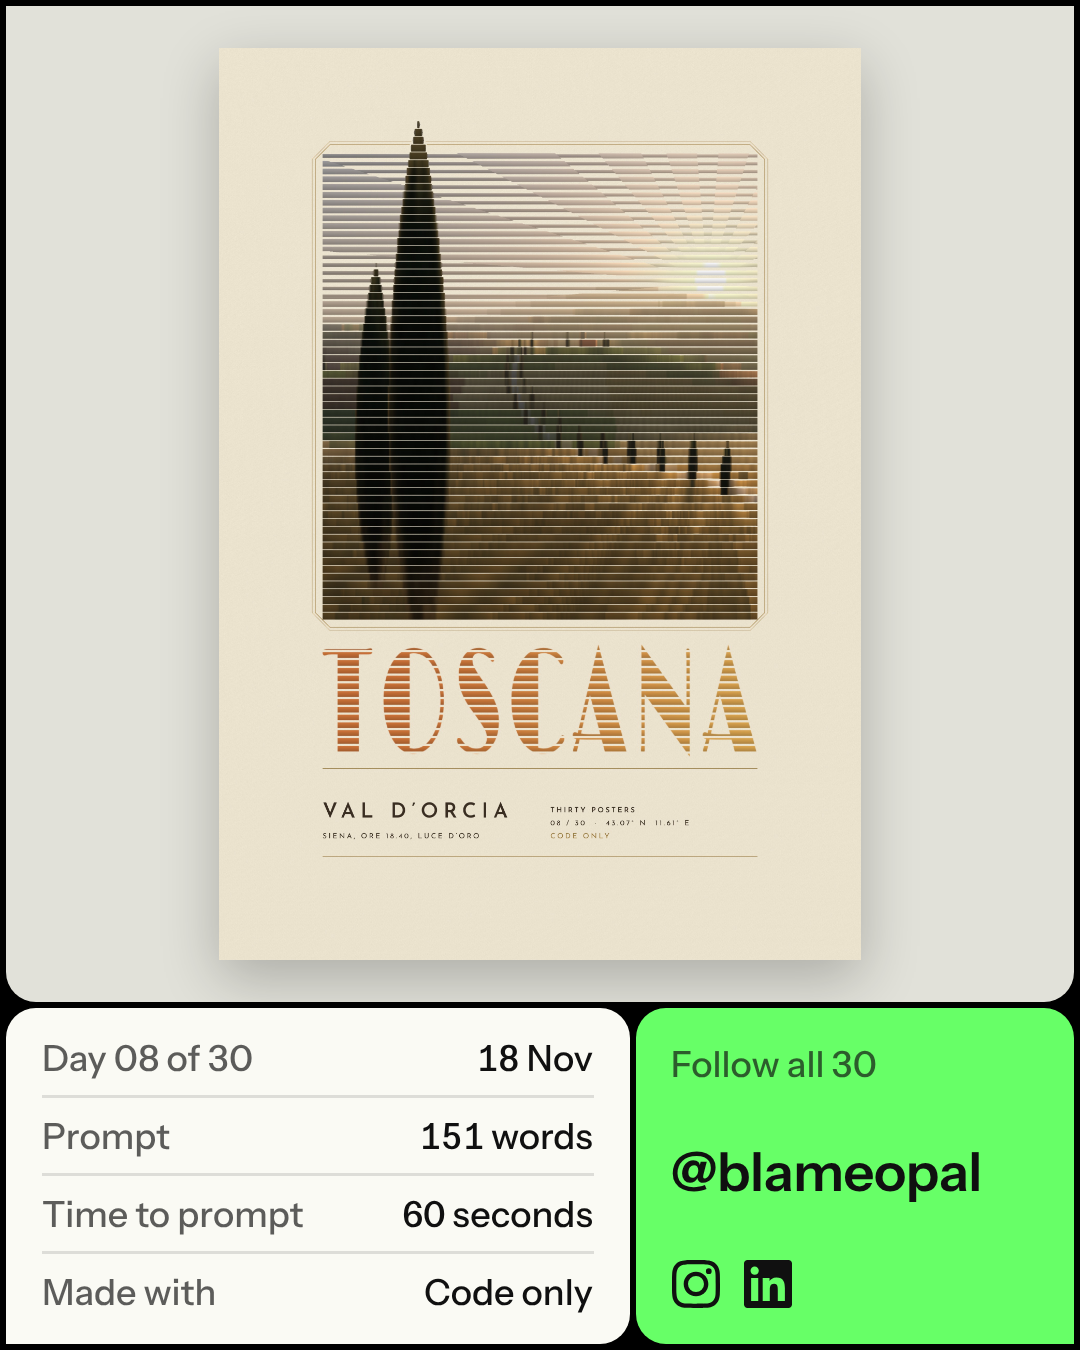 TOSCANA
VAL D'ORCIA
SIENA, ORE 18.40, LUCE D'ORO
THIRTY POSTERS
08 / 30 · 43.07° N 11.61° E
CODE ONLY
Day 08 of 30 18 Nov
Prompt 151 words
Time to prompt 60 seconds
Made with Code only
Follow all 30
@blameopal
in